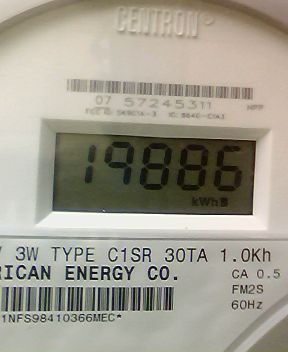 CENTRON
07 57245311
19886
kWh
3W TYPE C1SR 30TA 1.0Kh
RICAN ENERGY CO. CA 0.5
FM2S
60Hz
1NFS98410366MEC*